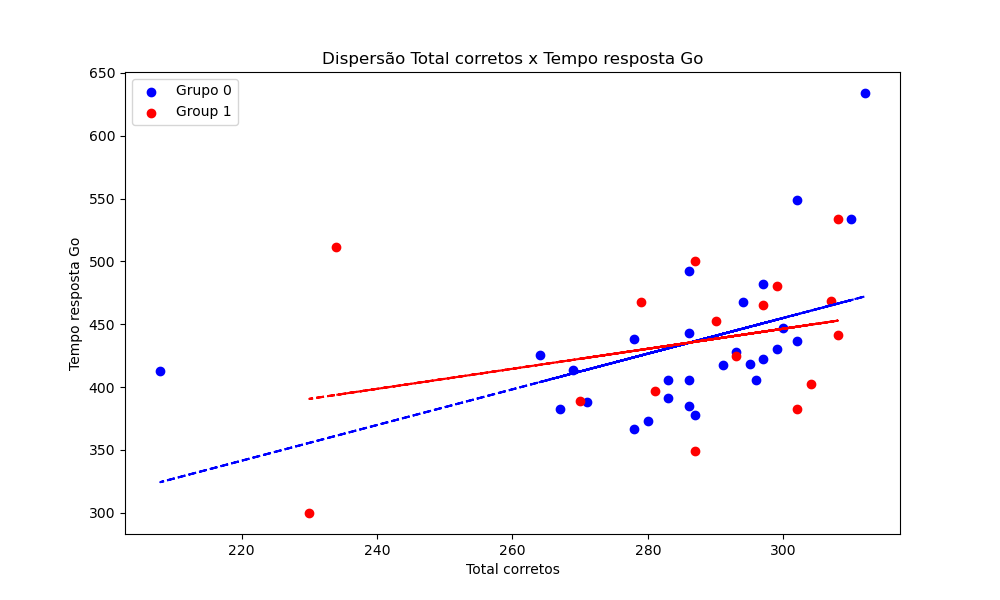 Dispersão Total corretos x Tempo resposta Go
Grupo 0
Group 1
Tempo resposta Go
650
600
550
500
450
400
350
300
220
240
260
280
300
Total corretos